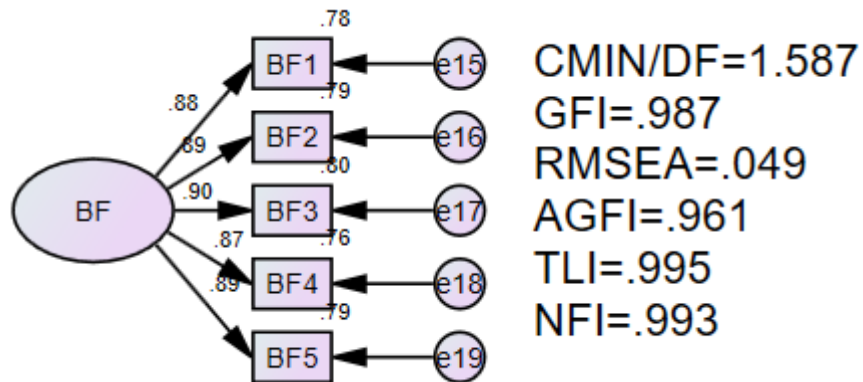 .78
BF1
e15
.88
.79
BF2
e16
.89
.80
BF
.90
BF3
e17
.87
.76
BF4
e18
.89
.79
BF5
e19
CMIN/DF=1.587
GFI=.987
RMSEA=.049
AGFI=.961
TLI=.995
NFI=.993